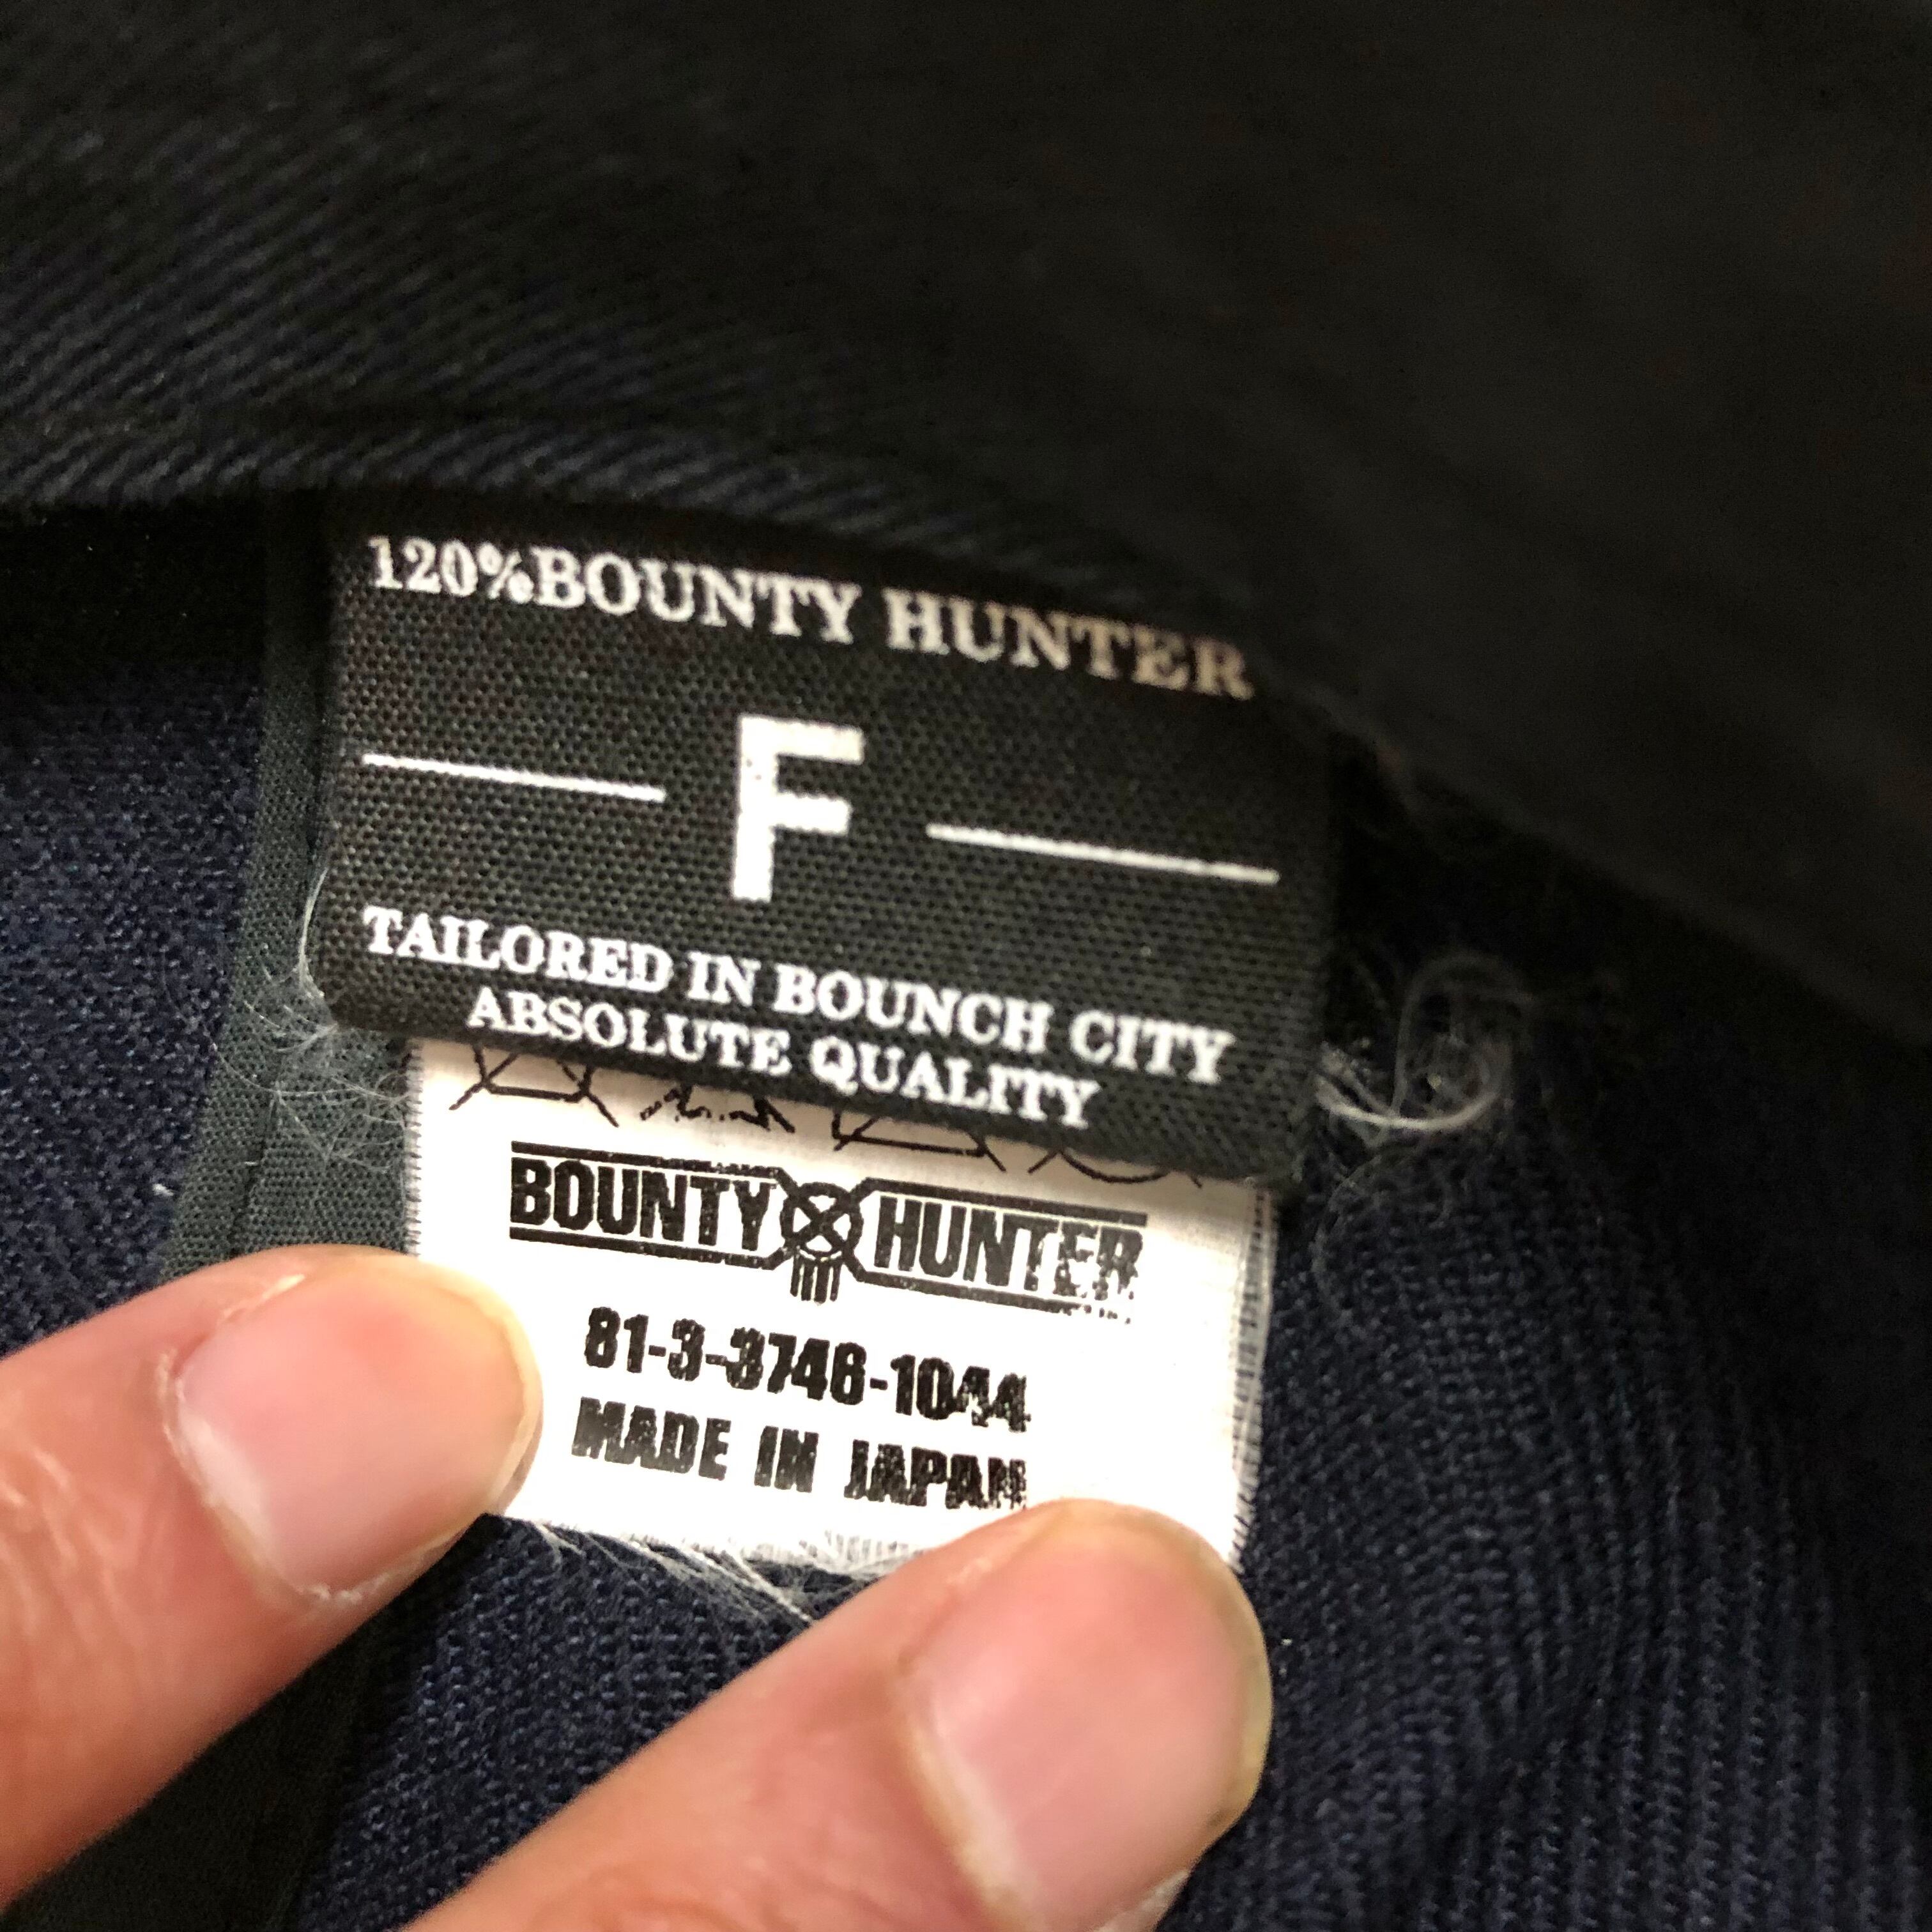 120%BOUNTY HUNTER
F
TAILORED IN BOUNCH CITY
ABSOLUTE QUALITY
BOUNTY HUNTER
81-3-3746-1044
MADE IN JAPAN